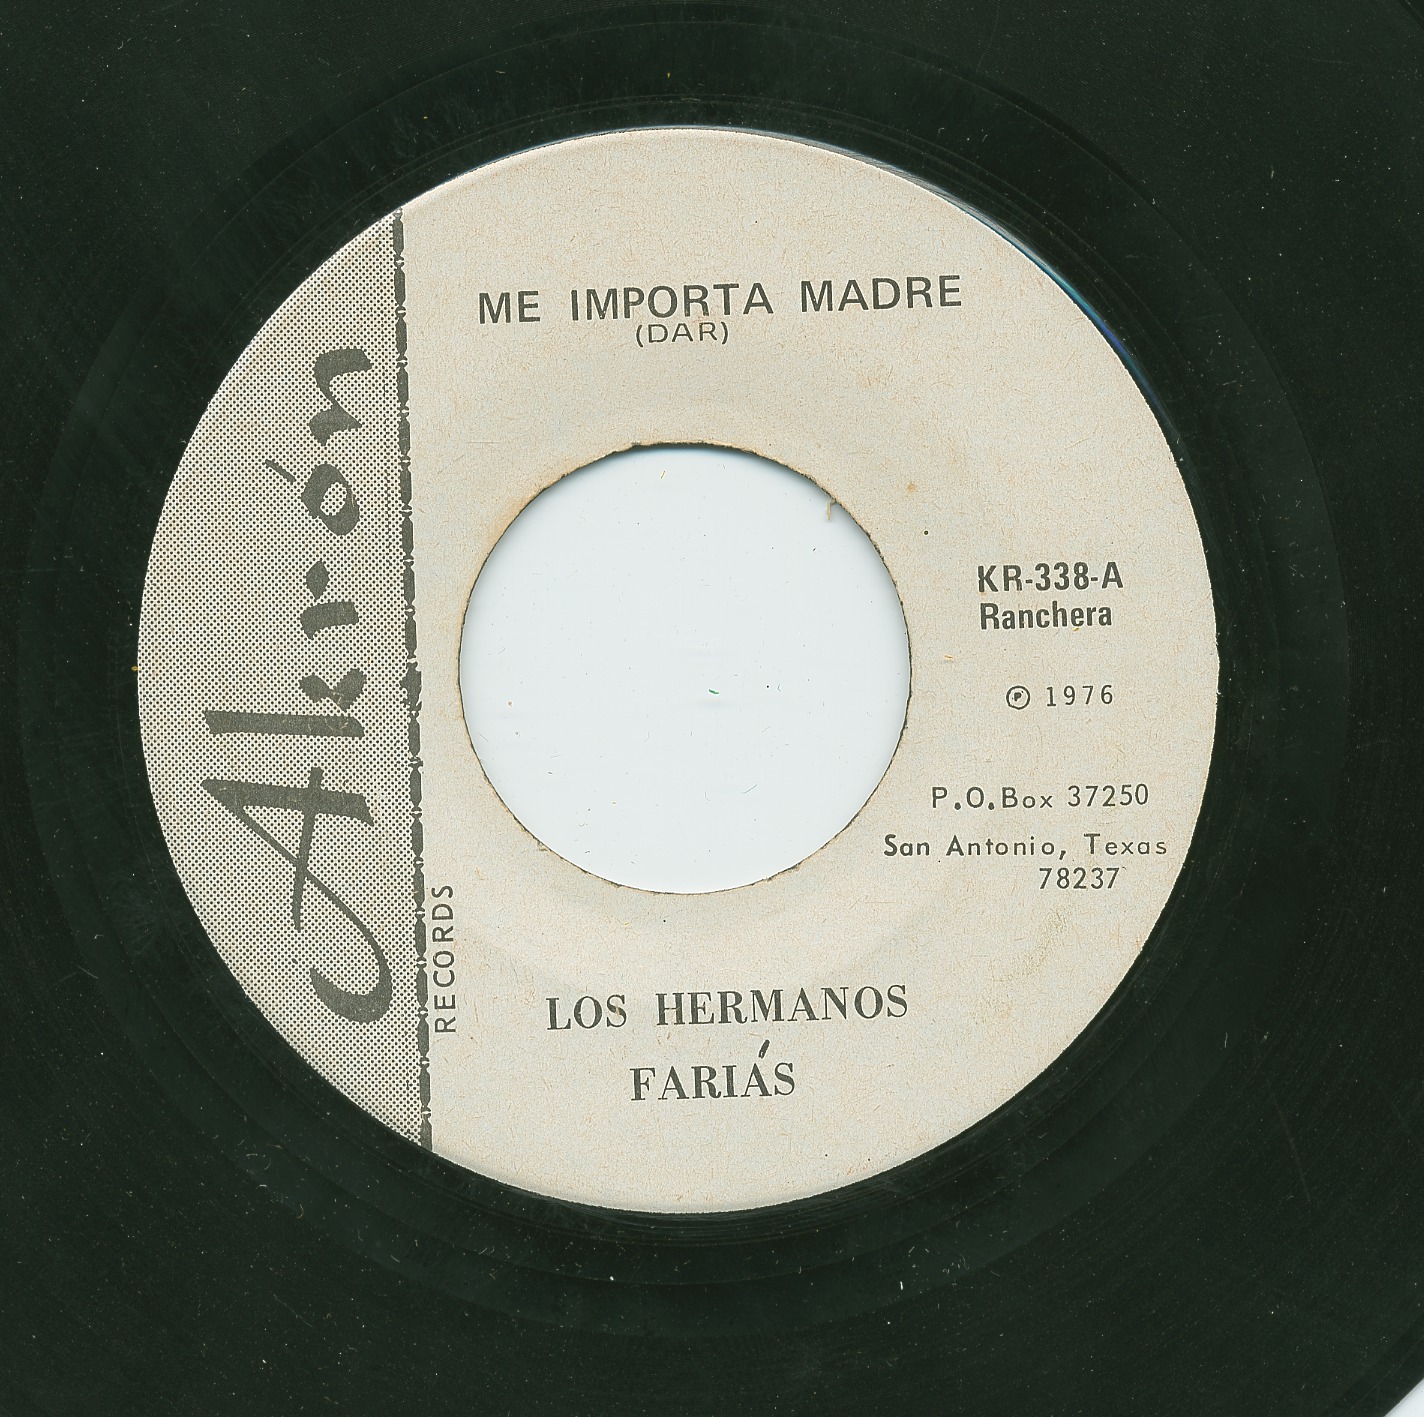 ME IMPORTA MADRE
(DAR)
Akrón
RECORDS
KR-338-A
Ranchera
℗ 1976
P.O. Box 37250
San Antonio, Texas
78237
LOS HERMANOS
FARIÁS